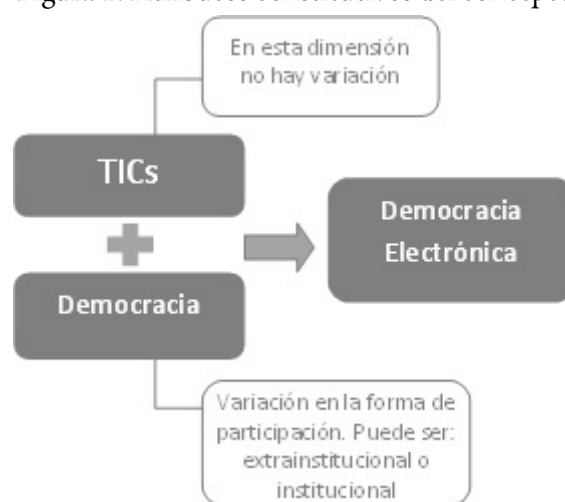 En esta dimensión
no hay variación
TICs
Democracia
Democracia
Electrónica
Variación en la forma de
participación. Puede ser:
extrainstitucional o
institucional